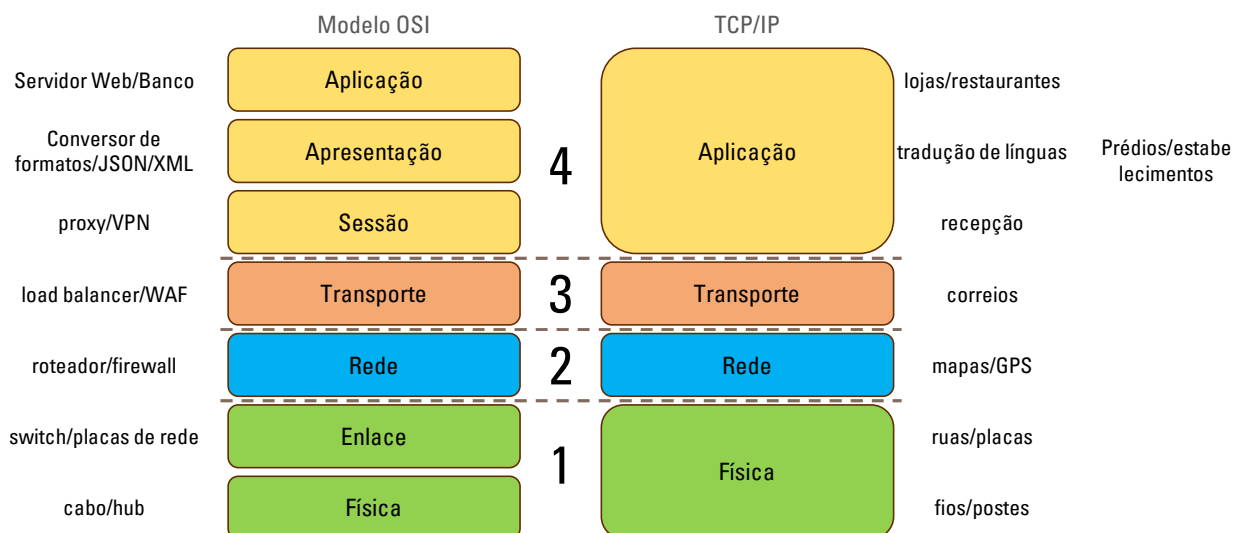 Modelo OSI TCP/IP
Servidor Web/Banco Aplicação lojas/restaurantes
Conversor de
formatos/JSON/XML Apresentação 4 Aplicação tradução de línguas Prédios/estabe
lecimentos
proxy/VPN Sessão recepção
load balancer/WAF Transporte 3 Transporte correios
roteador/firewall Rede 2 Rede mapas/GPS
switch/placas de rede Enlace ruas/placas
1 Física
cabo/hub Física fios/postes